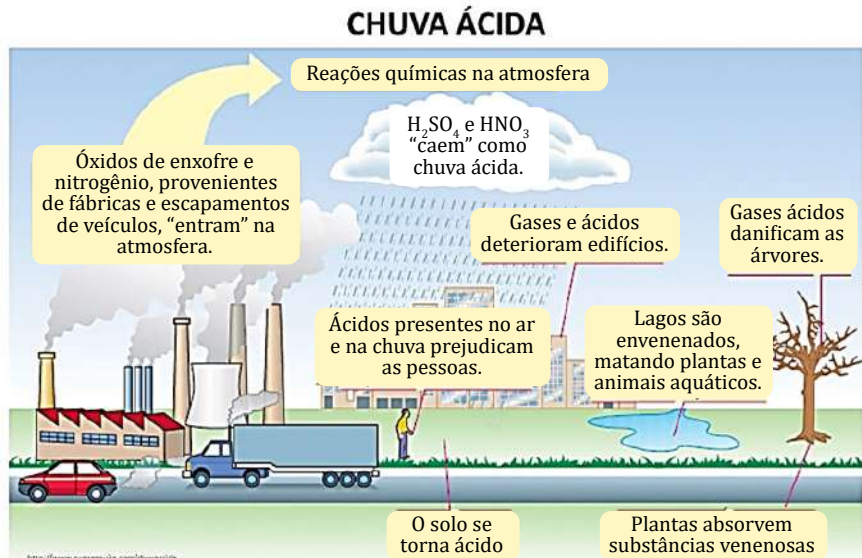 CHUVA ÁCIDA
Reações químicas na atmosfera
H₂SO₄ e HNO₃
“caem” como
chuva ácida.
Óxidos de enxofre e
nitrogênio, provenientes
de fábricas e escapamentos
de veículos, “entram” na
atmosfera.
Gases e ácidos
deterioram edifícios.
Gases ácidos
danificam as
árvores.
Ácidos presentes no ar
e na chuva prejudicam
as pessoas.
Lagos são
envenenados,
matando plantas e
animais aquáticos.
O solo se
torna ácido
Plantas absorvem
substâncias venenosas